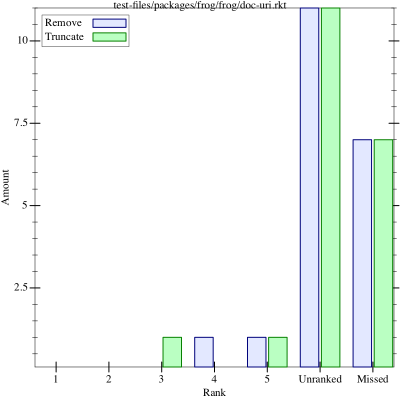 test-files/packages/frog/frog/doc-uri.rkt
Remove
Truncate
10
7.5
5
2.5
Amount
1 2 3 4 5 Unranked Missed
Rank